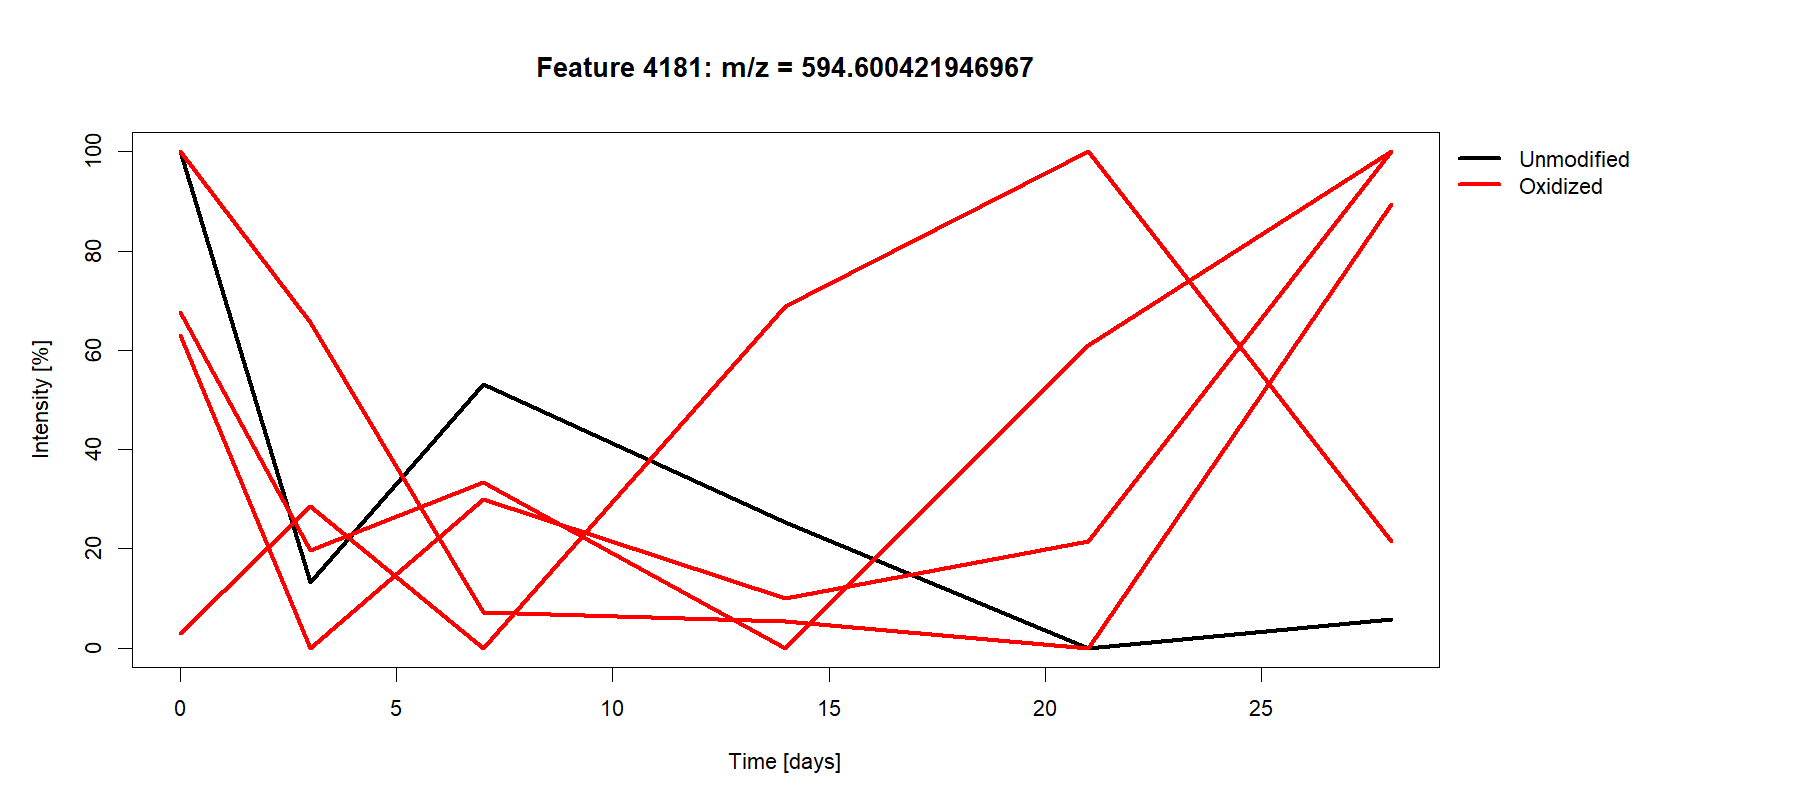 Feature 4181: m/z = 594.600421946967
Unmodified
Oxidized
Intensity [%]
100
80
60
40
20
0
0 5 10 15 20 25
Time [days]